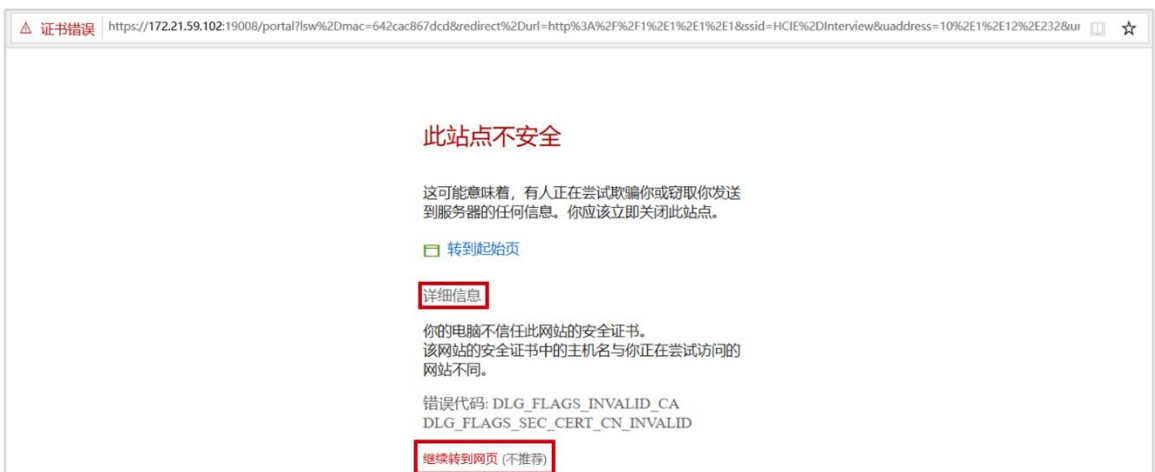 证书错误 https://172.21.59.102:19008/portal?lsw%2Dmac=642cac867dcd&redirect%2Durl=http%3A%2F%2F1%2E1%2E1%2E1&ssid=HCIE%2DInterview&uaddress=10%2E1%2E12%2E232&ur
此站点不安全
这可能意味着，有人正在尝试欺骗你或窃取你发送
到服务器的任何信息。你应该立即关闭此站点。
转到起始页
详细信息
你的电脑不信任此网站的安全证书。
该网站的安全证书中的主机名与你正在尝试访问的
网站不同。
错误代码: DLG_FLAGS_INVALID_CA
DLG_FLAGS_SEC_CERT_CN_INVALID
继续转到网页 (不推荐)